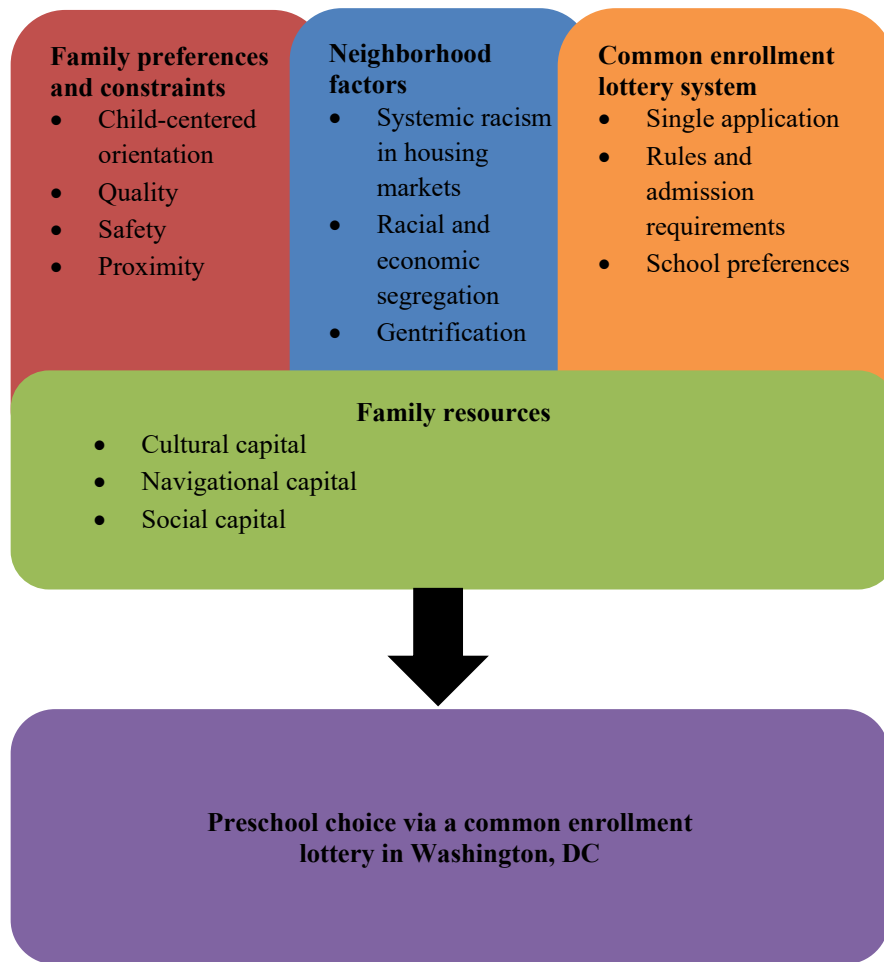 Family preferences
and constraints
• Child-centered
orientation
• Quality
• Safety
• Proximity
Neighborhood
factors
• Systemic racism
in housing
markets
• Racial and
economic
segregation
• Gentrification
Common enrollment
lottery system
• Single application
• Rules and
admission
requirements
• School preferences
Family resources
• Cultural capital
• Navigational capital
• Social capital
Preschool choice via a common enrollment
lottery in Washington, DC